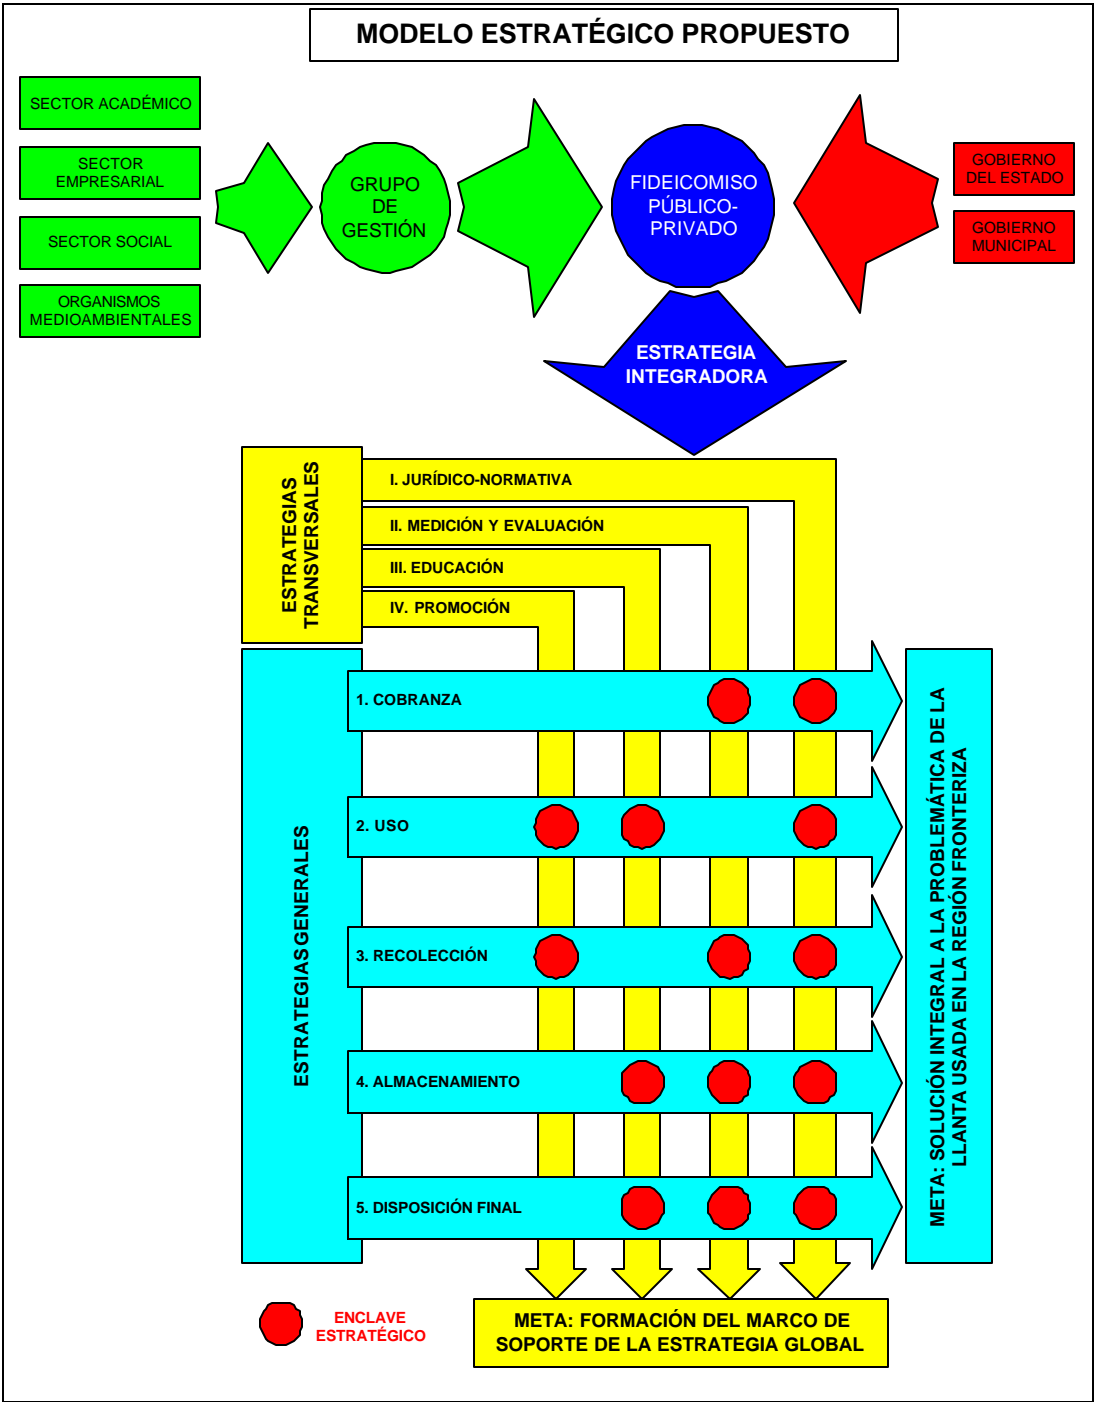 MODELO ESTRATÉGICO PROPUESTO
SECTOR ACADÉMICO
SECTOR
EMPRESARIAL
SECTOR SOCIAL
ORGANISMOS
MEDIOAMBIENTALES
GRUPO
DE
GESTIÓN
FIDEICOMISO
PÚBLICO-
PRIVADO
GOBIERNO
DEL ESTADO
GOBIERNO
MUNICIPAL
ESTRATEGIA
INTEGRADORA
ESTRATEGIAS
TRANSVERSALES
I. JURÍDICO-NORMATIVA
II. MEDICIÓN Y EVALUACIÓN
III. EDUCACIÓN
IV. PROMOCIÓN
ESTRATEGIAS GENERALES
1. COBRANZA
2. USO
3. RECOLECCIÓN
4. ALMACENAMIENTO
5. DISPOSICIÓN FINAL
META: SOLUCIÓN INTEGRAL A LA PROBLEMÁTICA DE LA
LLANTA USADA EN LA REGIÓN FRONTERIZA
ENCLAVE
ESTRATÉGICO
META: FORMACIÓN DEL MARCO DE
SOPORTE DE LA ESTRATEGIA GLOBAL